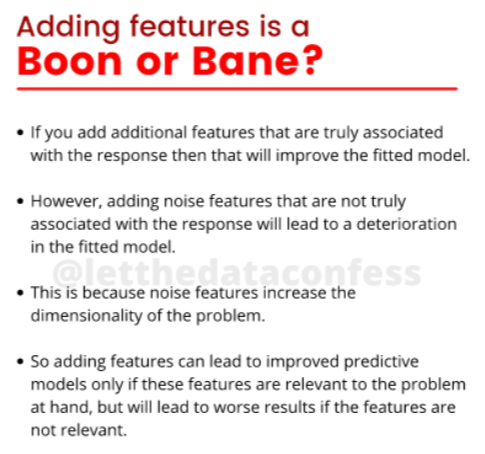 Adding features is a
Boon or Bane?
• If you add additional features that are truly associated
with the response then that will improve the fitted model.
• However, adding noise features that are not truly
associated with the response will lead to a deterioration
in the fitted model.
@letthedataconfess
• This is because noise features increase the
dimensionality of the problem.
• So adding features can lead to improved predictive
models only if these features are relevant to the problem
at hand, but will lead to worse results if the features are
not relevant.